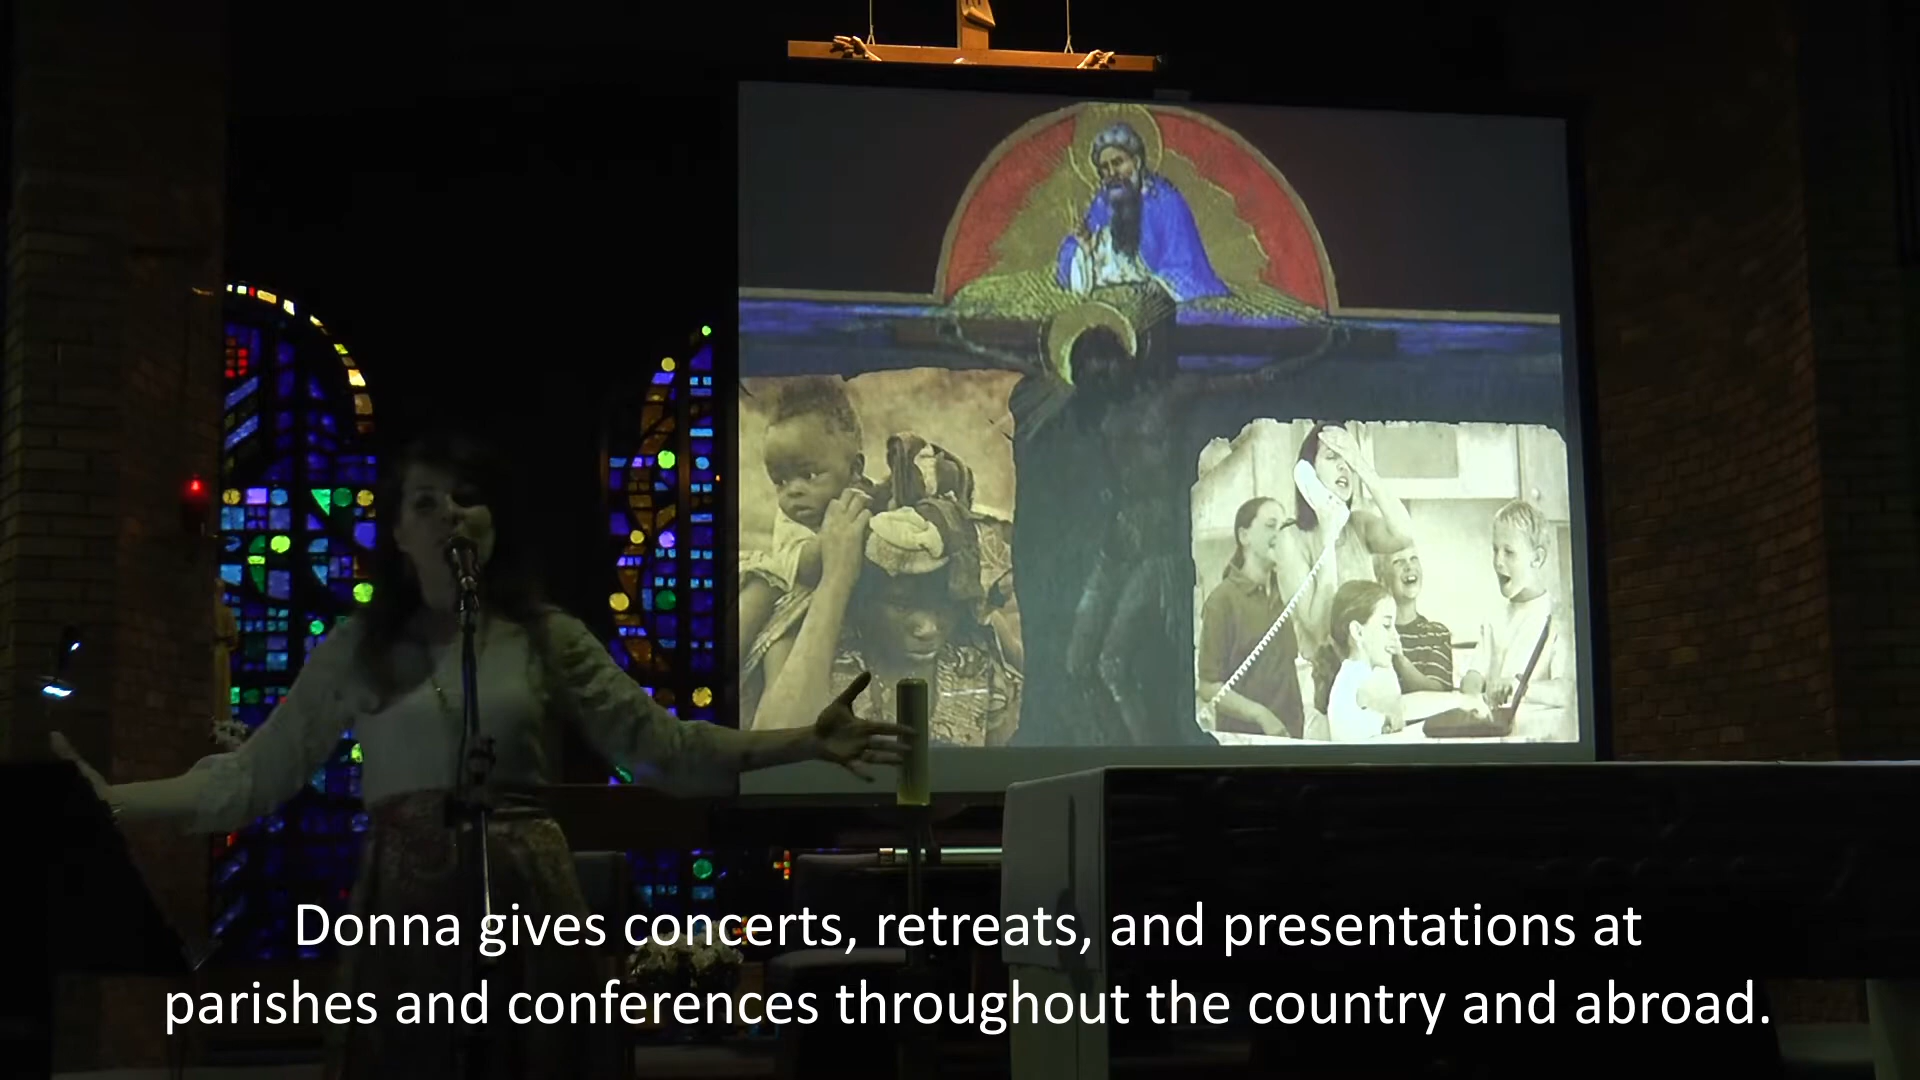 Donna gives concerts, retreats, and presentations at
parishes and conferences throughout the country and abroad.